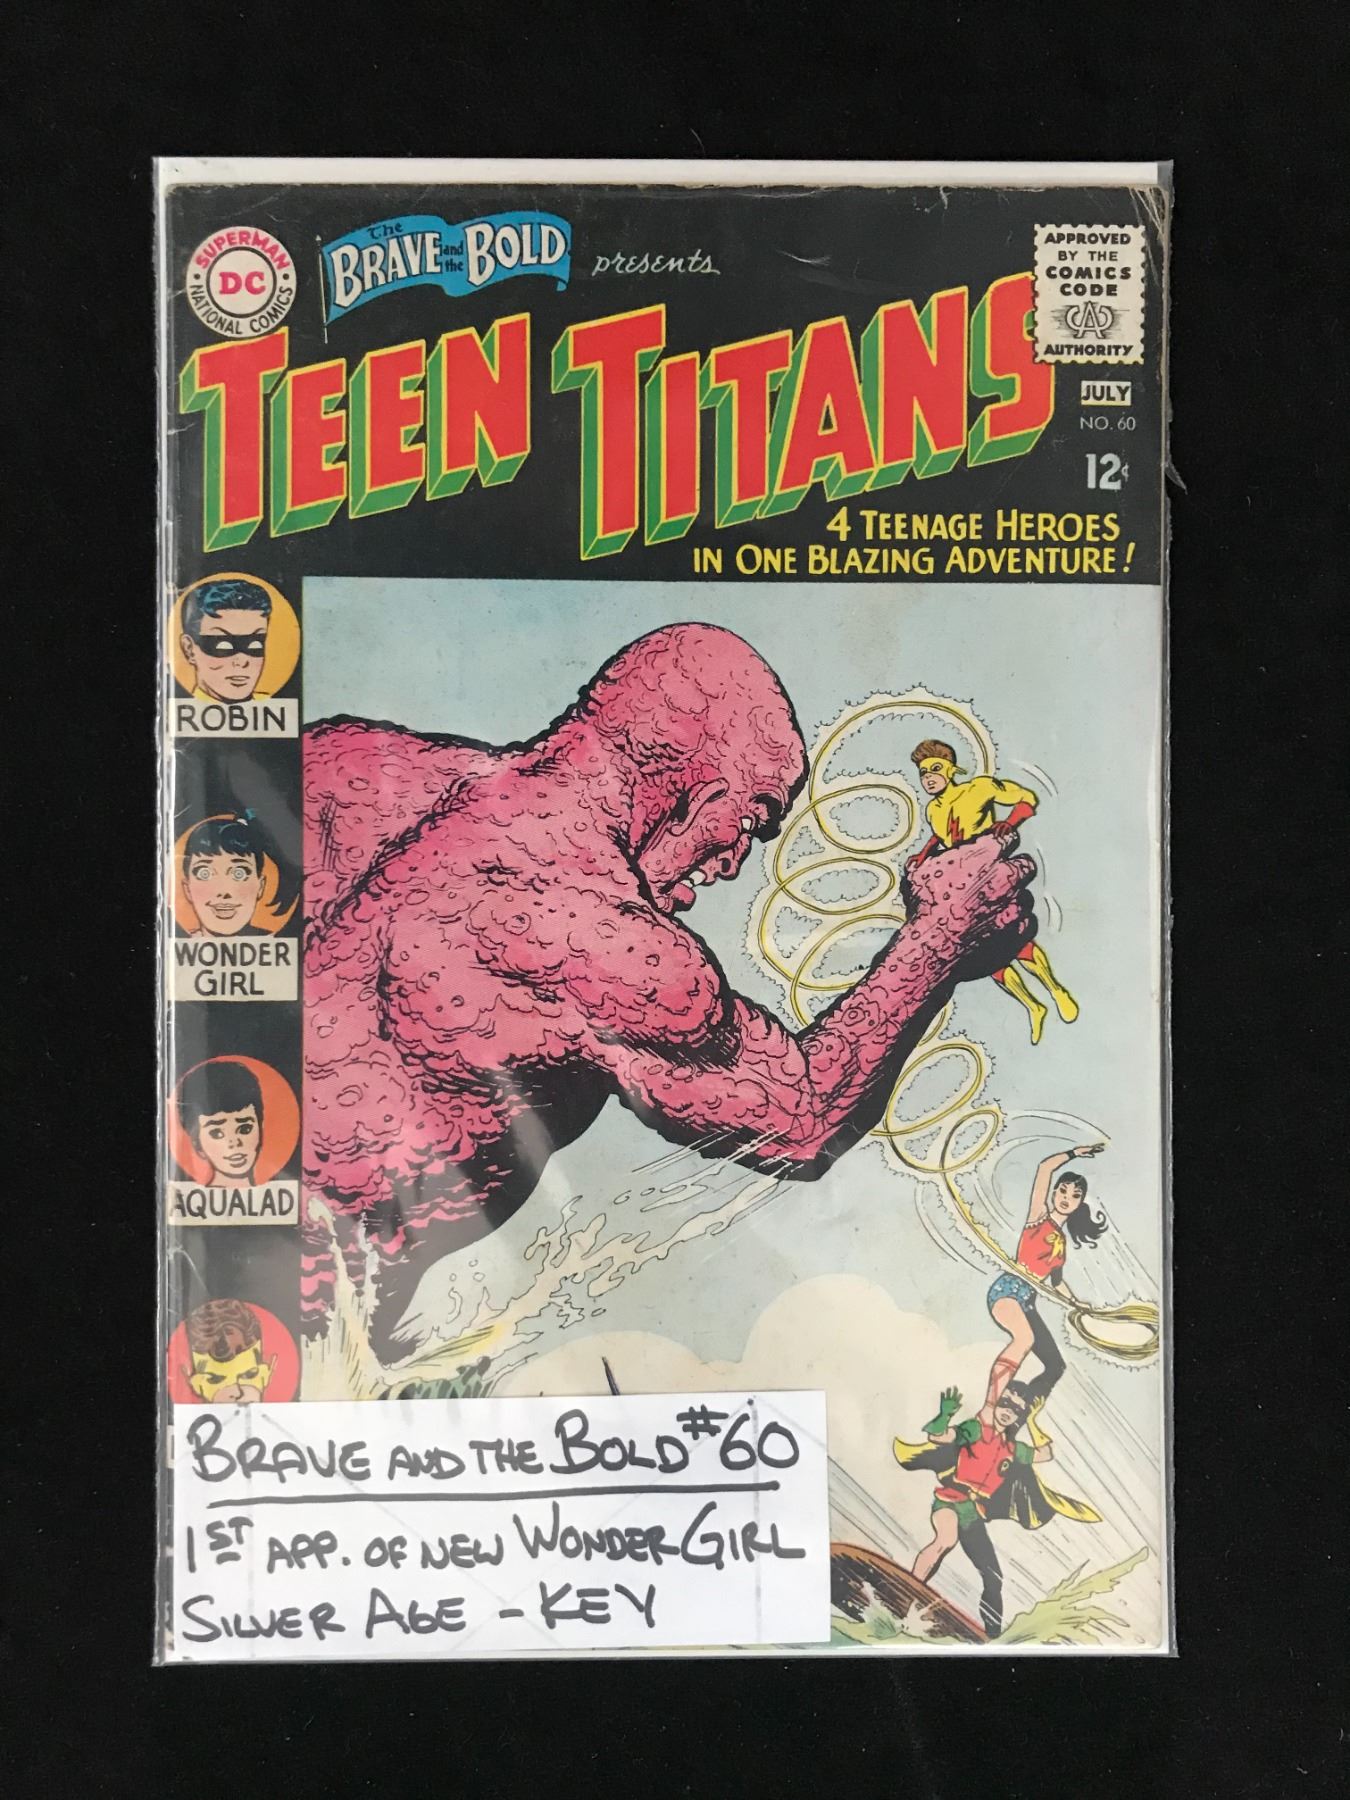 SUPERMAN
DC
NATIONAL COMICS
The BRAVE and the BOLD presents
TEEN TITANS
APPROVED
BY THE
COMICS
CODE
CA
AUTHORITY
JULY
NO. 60
12¢
4 TEENAGE HEROES
IN ONE BLAZING ADVENTURE!
ROBIN
WONDER
GIRL
AQUALAD
R
BRAVE AND THE BOLD #60
1ST APP. OF NEW WONDER GIRL
SILVER AGE - KEY